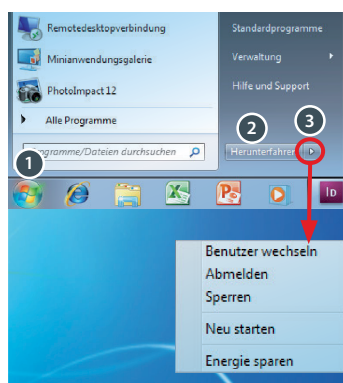 Remotedesktopverbindung
Minianwendungsgalerie
PhotoImpact 12
Alle Programme
Programme/Dateien durchsuchen
Standardprogramme
Verwaltung
Hilfe und Support
Herunterfahren
1
2
3
ID
Benutzer wechseln
Abmelden
Sperren
Neu starten
Energie sparen